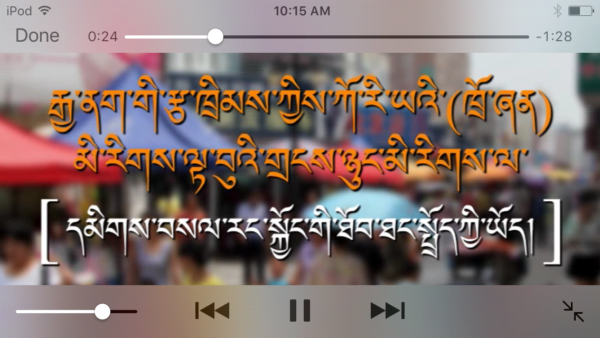 iPod 10:15 AM
Done 0:24 -1:28
རྒྱ་ནག་གི་རྩ་ཁྲིམས་ཀྱིས་ཀོ་རི་ཡའི་(ཁྲོ་ཞན)
མི་རིགས་ལྟ་བུའི་གྲངས་ཉུང་མི་རིགས་ལ་
[དམིགས་བསལ་རང་སྐྱོང་གི་ཐོབ་ཐང་སྤྲོད་ཀྱི་ཡོད།]